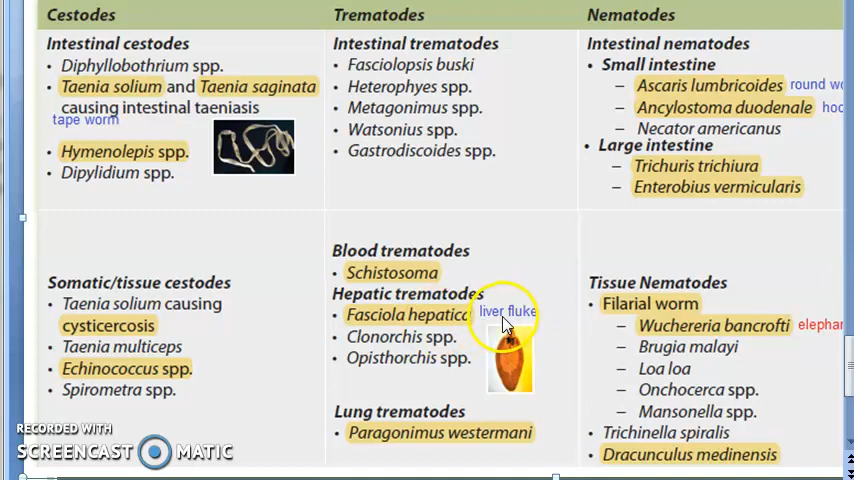 Cestodes
Trematodes
Nematodes
Intestinal cestodes
• Diphyllobothrium spp.
• Taenia solium and Taenia saginata
causing intestinal taeniasis
tape worm
• Hymenolepis spp.
• Dipylidium spp.
Intestinal trematodes
• Fasciolopsis buski
• Heterophyes spp.
• Metagonimus spp.
• Watsonius spp.
• Gastrodiscoides spp.
Intestinal nematodes
• Small intestine
– Ascaris lumbricoides round wo
– Ancylostoma duodenale hoo
– Necator americanus
• Large intestine
– Trichuris trichiura
– Enterobius vermicularis
Somatic/tissue cestodes
• Taenia solium causing
cysticercosis
• Taenia multiceps
• Echinococcus spp.
• Spirometra spp.
Blood trematodes
• Schistosoma
Hepatic trematodes
• Fasciola hepatica liver fluke
• Clonorchis spp.
• Opisthorchis spp.
Lung trematodes
• Paragonimus westermani
Tissue Nematodes
• Filarial worm
– Wuchereria bancrofti elephan
– Brugia malayi
– Loa loa
– Onchocerca spp.
– Mansonella spp.
• Trichinella spiralis
• Dracunculus medinensis
RECORDED WITH
SCREENCAST MATIC